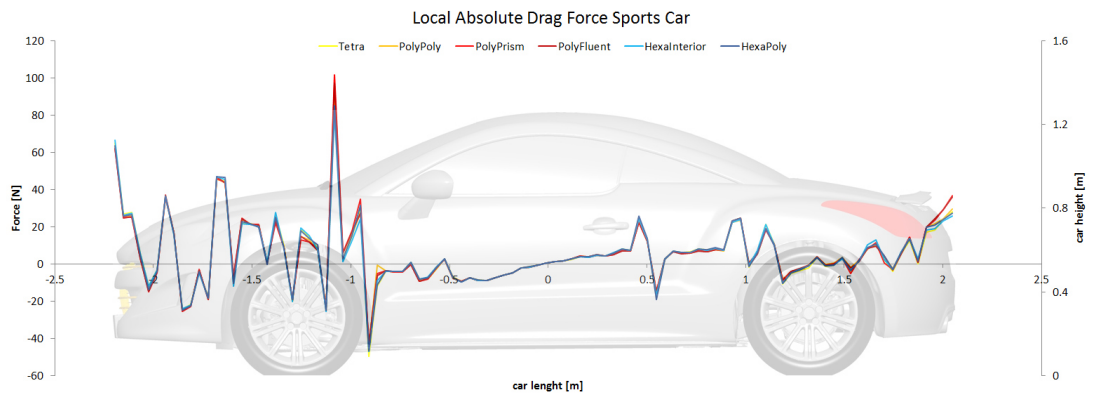 Local Absolute Drag Force Sports Car
Tetra PolyPoly PolyPrism PolyFluent HexaInterior HexaPoly
120
100
80
60
40
20
0
-20
-40
-60
Force [N]
-2.5 -2 -1.5 -1 -0.5 0 0.5 1 1.5 2 2.5
1.6
1.2
0.8
0.4
0
car height [m]
car lenght [m]